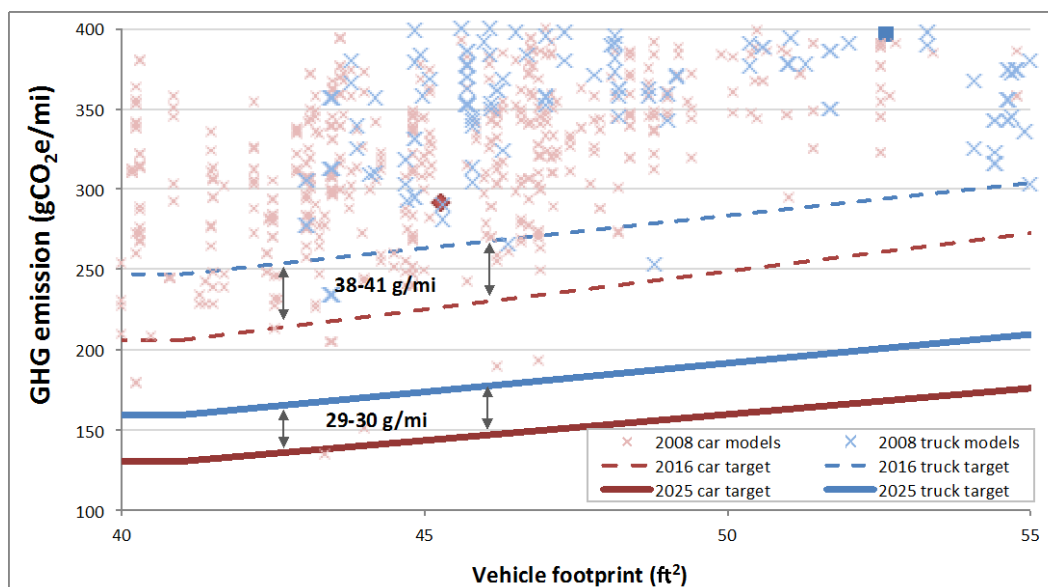 GHG emission (gCO₂e/mi)
400
350
300
250
200
150
100
38-41 g/mi
29-30 g/mi
2008 car models
2008 truck models
2016 car target
2016 truck target
2025 car target
2025 truck target
40
45
50
55
Vehicle footprint (ft²)